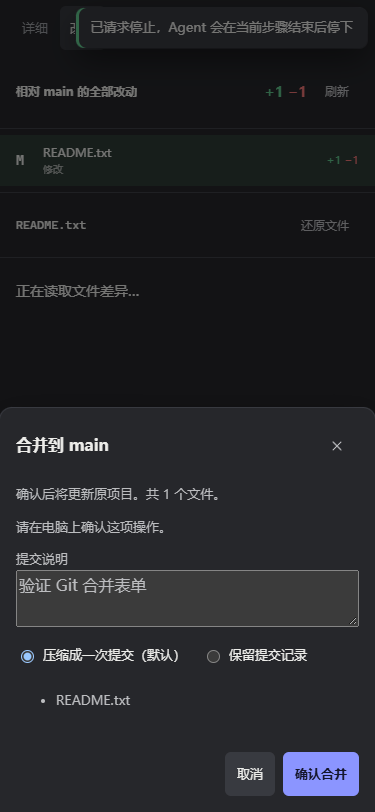 详细
已请求停止，Agent 会在当前步骤结束后停下
相对 main 的全部改动 +1 −1 刷新
M README.txt +1 −1
修改
README.txt 还原文件
正在读取文件差异...
合并到 main ×
确认后将更新原项目。共 1 个文件。
请在电脑上确认这项操作。
提交说明
验证 Git 合并表单
压缩成一次提交（默认） 保留提交记录
• README.txt
取消 确认合并